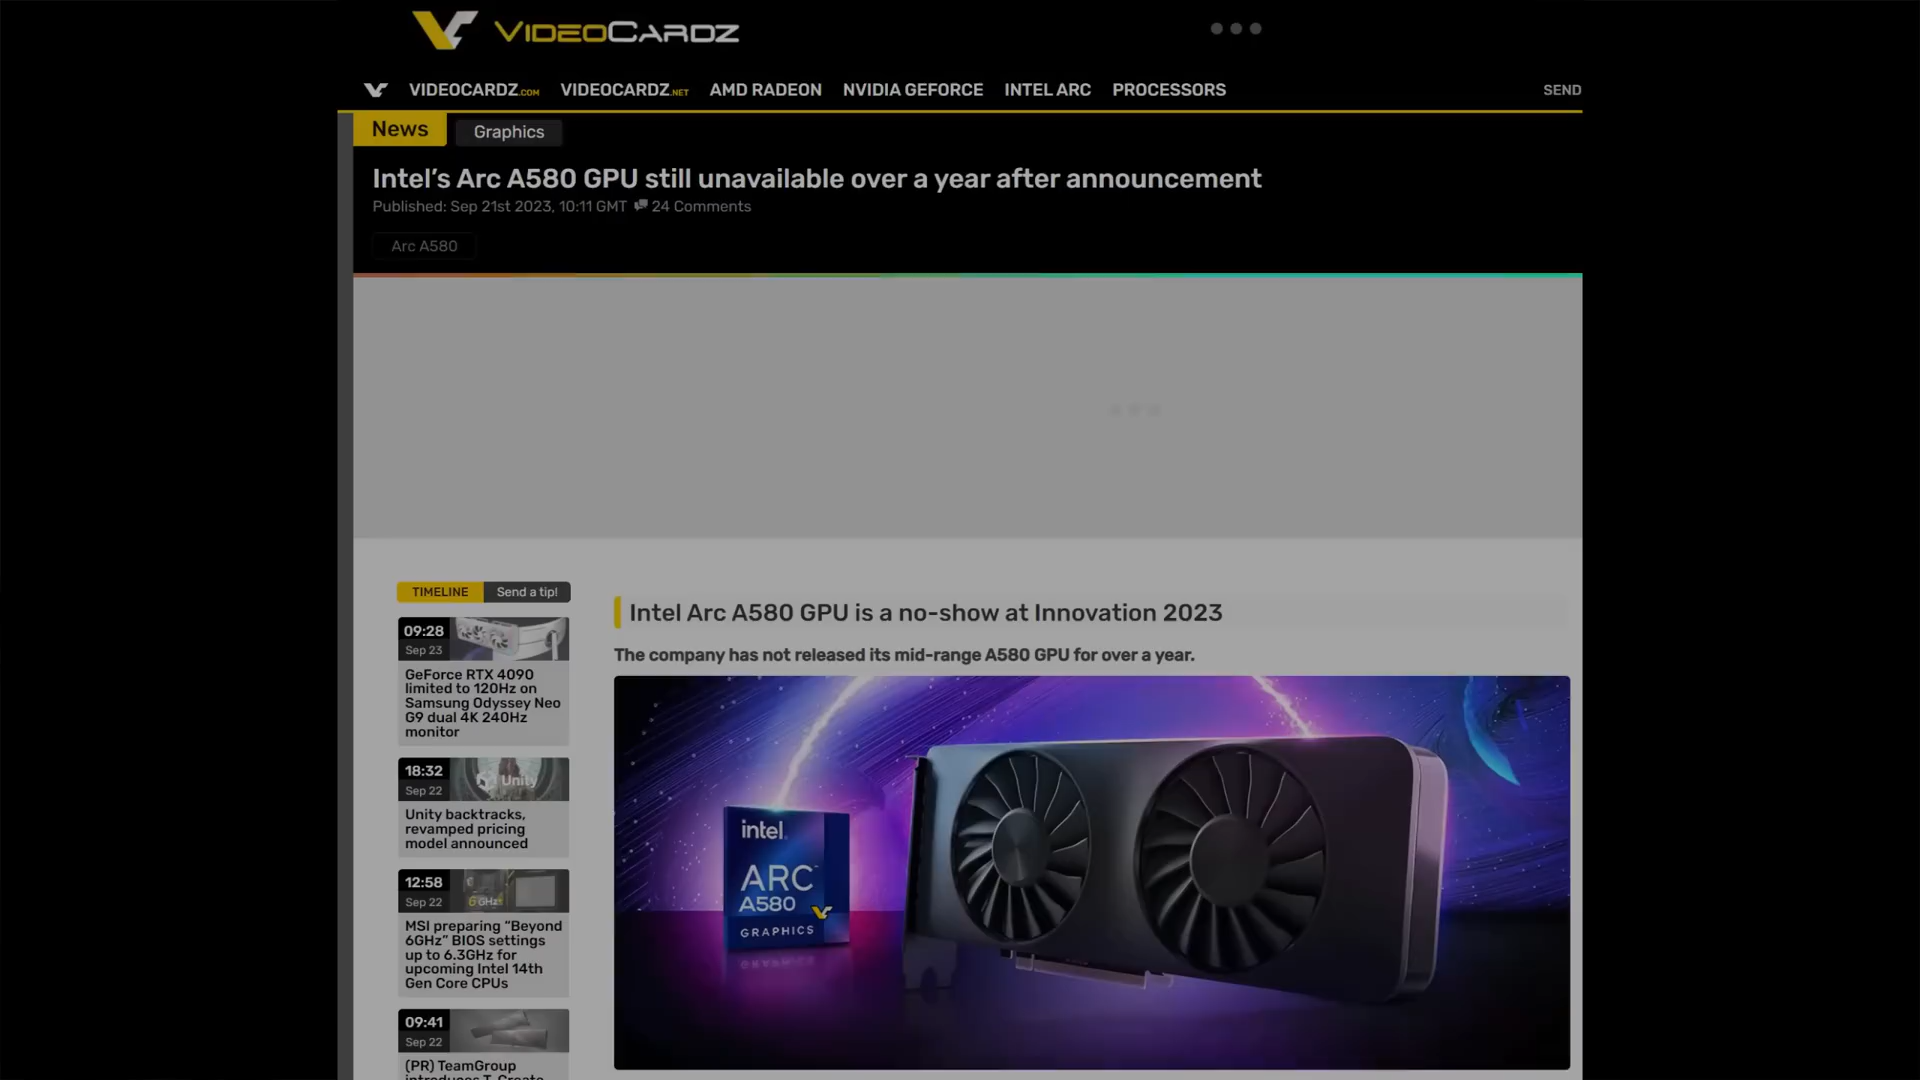 VIDEOCARDZ
VIDEOCARDZ.COM VIDEOCARDZ.NET AMD RADEON NVIDIA GEFORCE INTEL ARC PROCESSORS SEND
News Graphics
Intel’s Arc A580 GPU still unavailable over a year after announcement
Published: Sep 21st 2023, 10:11 GMT 24 Comments
Arc A580
TIMELINE Send a tip!
09:28
Sep 23
GeForce RTX 4090
limited to 120Hz on
Samsung Odyssey Neo
G9 dual 4K 240Hz
monitor
18:32
Sep 22
Unity
Unity backtracks,
revamped pricing
model announced
12:58
Sep 22
6 GHz+
MSI preparing “Beyond
6GHz” BIOS settings
up to 6.3GHz for
upcoming Intel 14th
Gen Core CPUs
09:41
Sep 22
(PR) TeamGroup
introduces T-Create
Intel Arc A580 GPU is a no-show at Innovation 2023
The company has not released its mid-range A580 GPU for over a year.
intel.
ARC™
A580
GRAPHICS